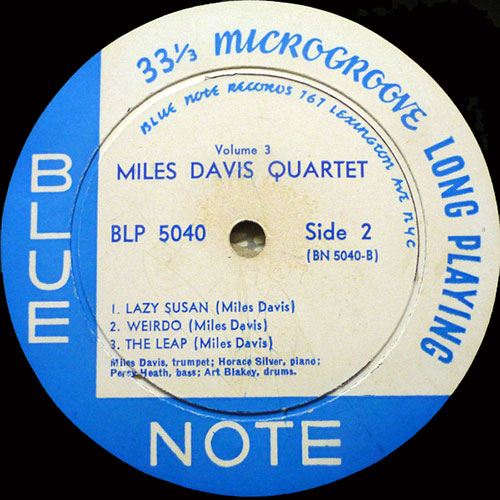 33⅓ MICROGROOVE LONG PLAYING
BLUE NOTE RECORDS 767 LEXINGTON AVE NYC
Volume 3
MILES DAVIS QUARTET
BLP 5040
Side 2
(BN 5040-B)
1. LAZY SUSAN (Miles Davis)
2. WEIRDO (Miles Davis)
3. THE LEAP (Miles Davis)
Miles Davis, trumpet; Horace Silver, piano;
Percy Heath, bass; Art Blakey, drums.
BLUE
NOTE